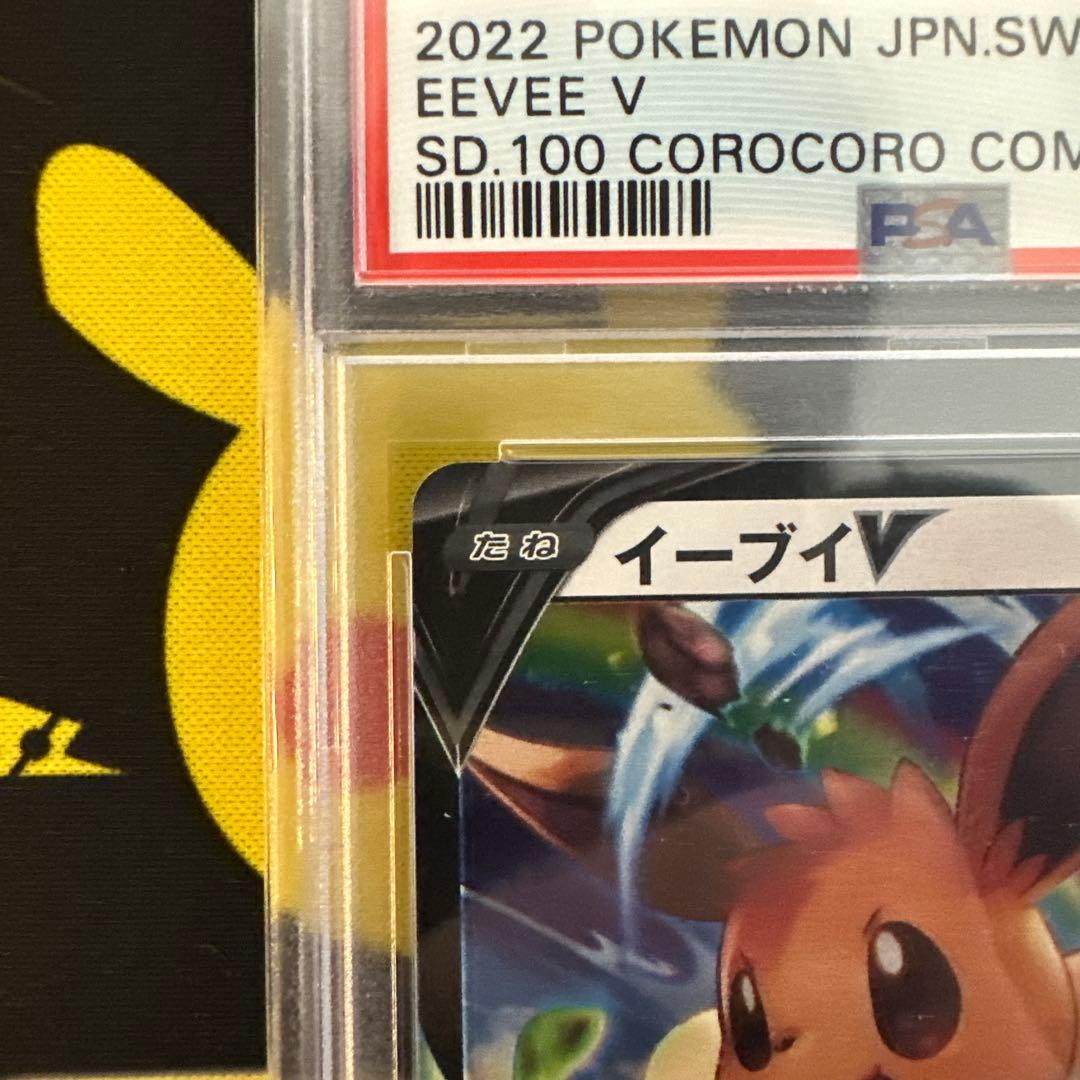 2022 POKEMON JPN.SW
EEVEE V
SD.100 COROCORO COM
PSA
たね
イーブイV